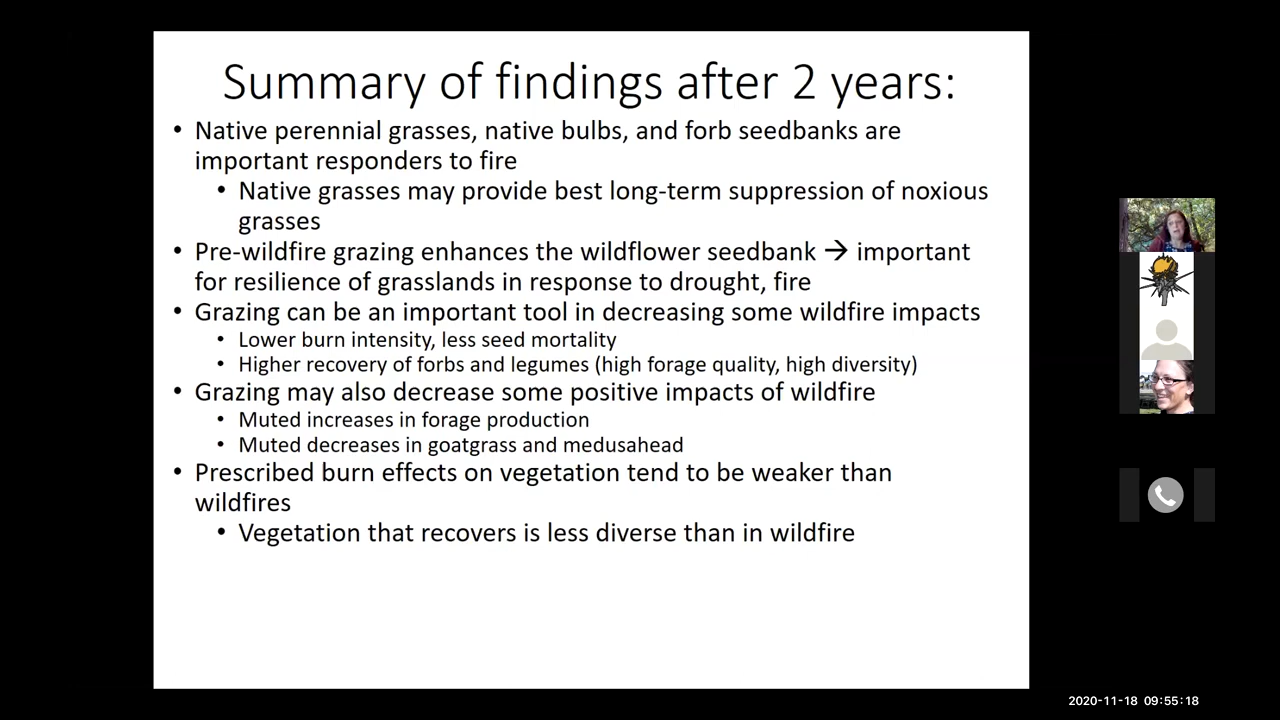 Summary of findings after 2 years:
• Native perennial grasses, native bulbs, and forb seedbanks are
important responders to fire
• Native grasses may provide best long-term suppression of noxious
grasses
• Pre-wildfire grazing enhances the wildflower seedbank → important
for resilience of grasslands in response to drought, fire
• Grazing can be an important tool in decreasing some wildfire impacts
• Lower burn intensity, less seed mortality
• Higher recovery of forbs and legumes (high forage quality, high diversity)
• Grazing may also decrease some positive impacts of wildfire
• Muted increases in forage production
• Muted decreases in goatgrass and medusahead
• Prescribed burn effects on vegetation tend to be weaker than
wildfires
• Vegetation that recovers is less diverse than in wildfire
2020-11-18 09:55:18